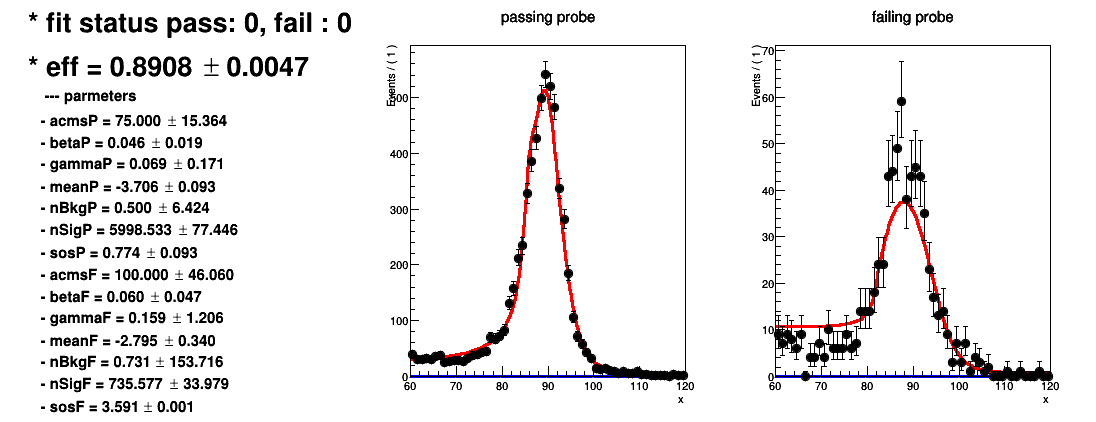 * fit status pass: 0, fail : 0
* eff = 0.8908 ± 0.0047
--- parmeters
- acmsP = 75.000 ± 15.364
- betaP = 0.046 ± 0.019
- gammaP = 0.069 ± 0.171
- meanP = -3.706 ± 0.093
- nBkgP = 0.500 ± 6.424
- nSigP = 5998.533 ± 77.446
- sosP = 0.774 ± 0.093
- acmsF = 100.000 ± 46.060
- betaF = 0.060 ± 0.047
- gammaF = 0.159 ± 1.206
- meanF = -2.795 ± 0.340
- nBkgF = 0.731 ± 153.716
- nSigF = 735.577 ± 33.979
- sosF = 3.591 ± 0.001
passing probe
Events / ( 1 )
500
400
300
200
100
0
60 70 80 90 100 110 120
x
failing probe
Events / ( 1 )
70
60
50
40
30
20
10
0
60 70 80 90 100 110 120
x